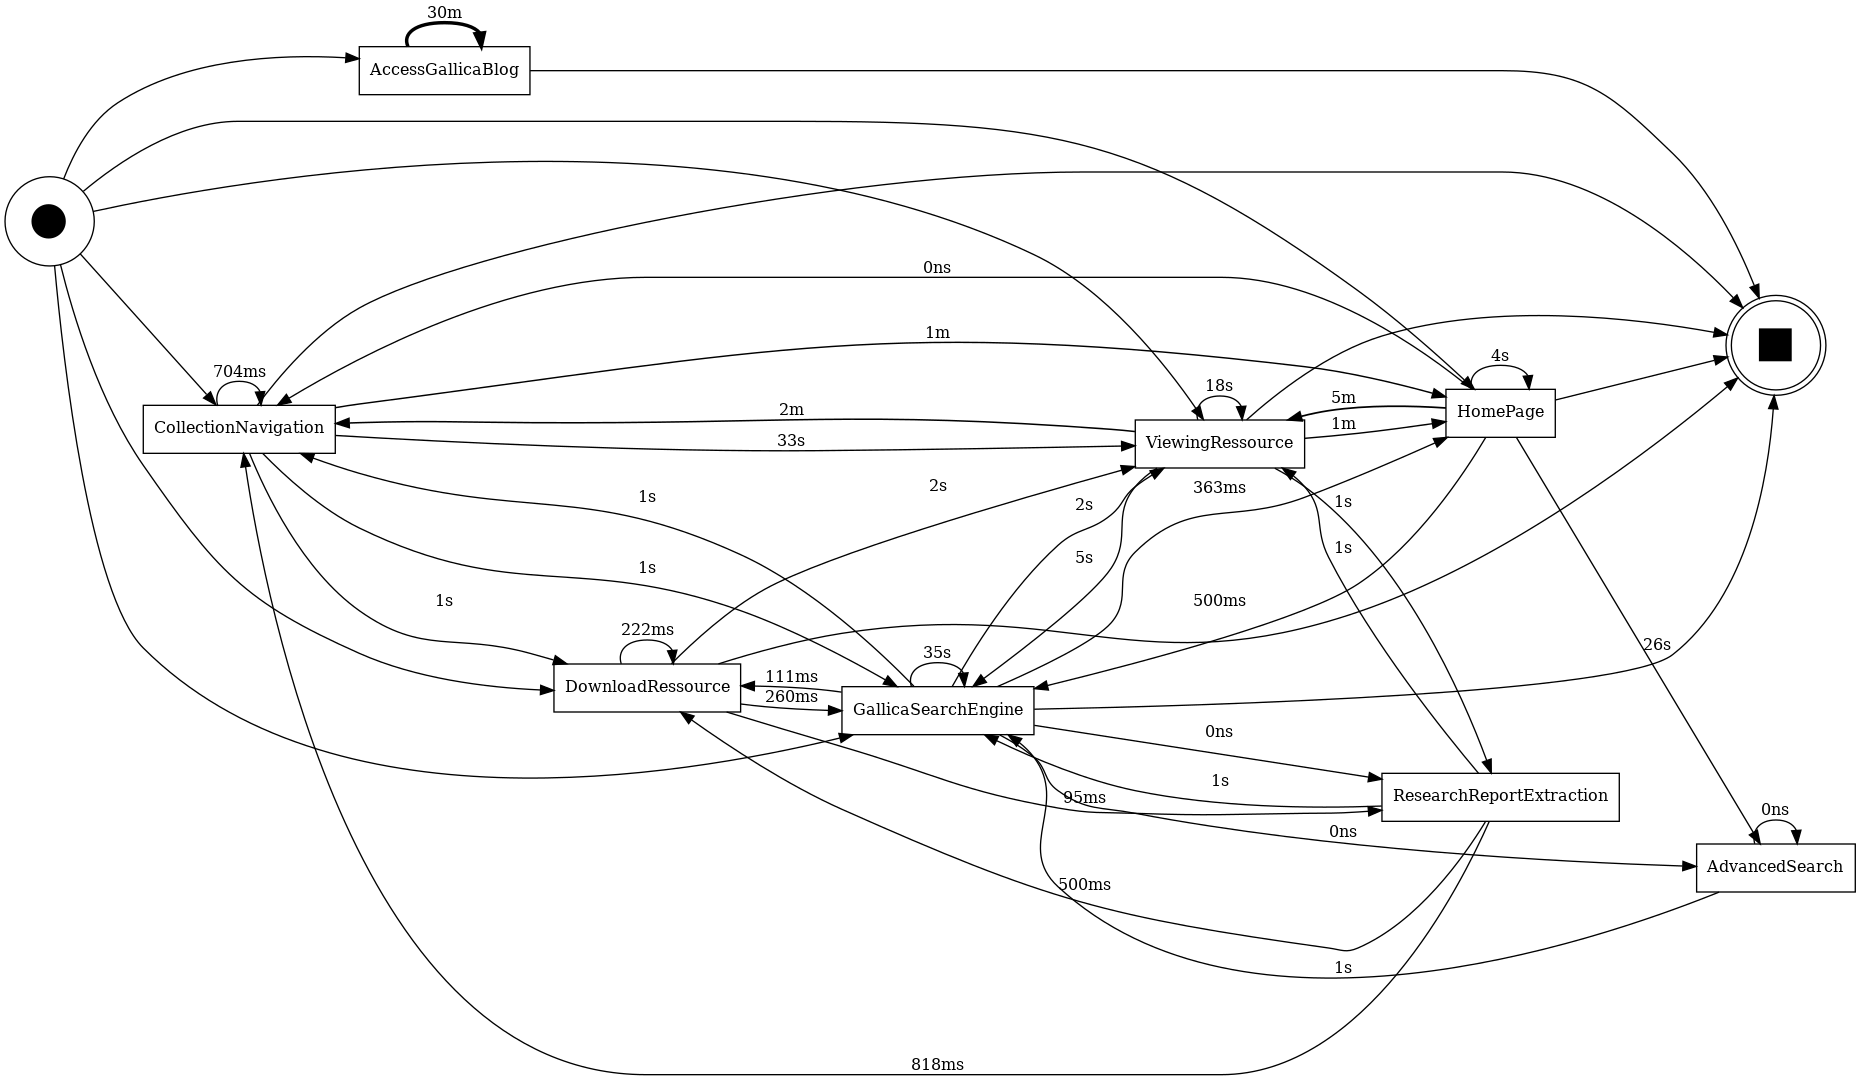 30m
AccessGallicaBlog
0ns
1m
704ms
CollectionNavigation
2m
33s
18s
ViewingRessource
5m
1m
4s
HomePage
1s
2s
2s
363ms
1s
1s
5s
1s
1s
500ms
222ms
DownloadRessource
111ms
260ms
35s
GallicaSearchEngine
26s
0ns
1s
95ms
ResearchReportExtraction
0ns
0ns
AdvancedSearch
500ms
1s
818ms